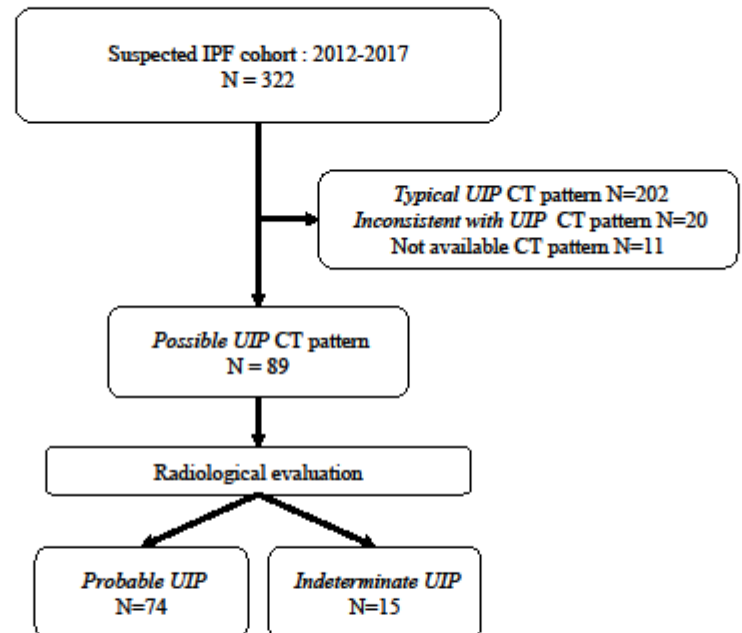 Suspected IPF cohort : 2012-2017
N = 322
Typical UIP CT pattern N=202
Inconsistent with UIP CT pattern N=20
Not available CT pattern N=11
Possible UIP CT pattern
N = 89
Radiological evaluation
Probable UIP
N=74
Indeterminate UIP
N=15